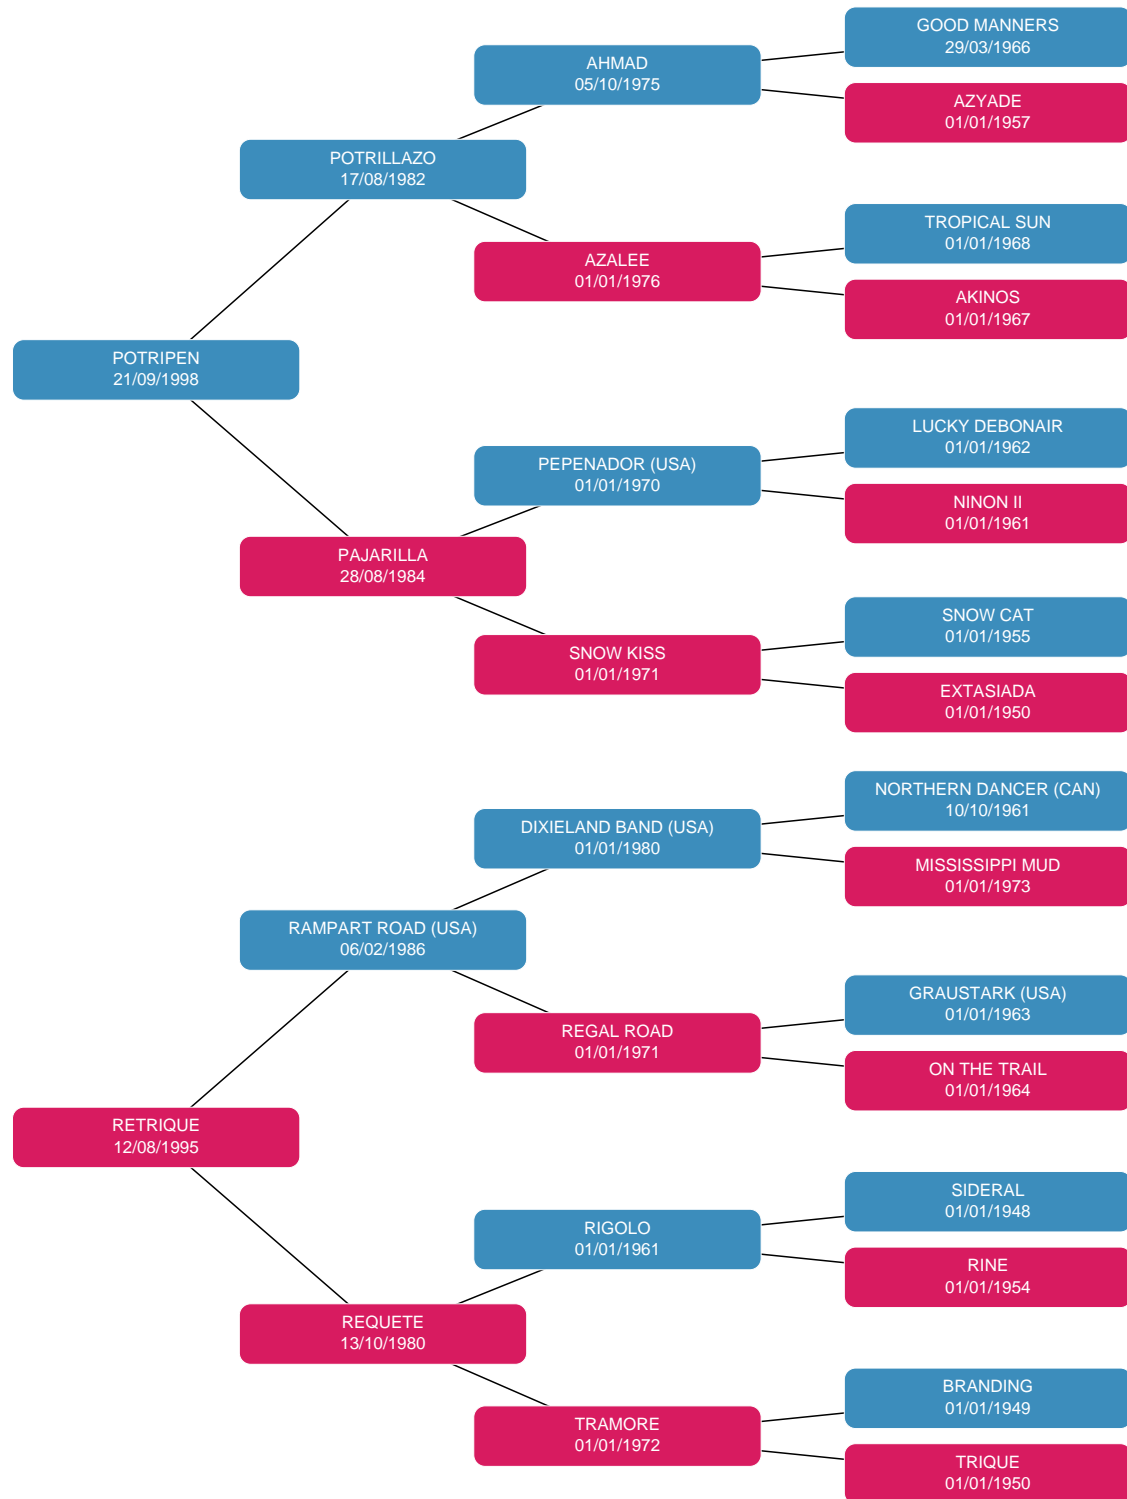 GOOD MANNERS
29/03/1966
AHMAD
05/10/1975
AZYADE
01/01/1957
POTRILLAZO
17/08/1982
TROPICAL SUN
01/01/1968
AZALEE
01/01/1976
AKINOS
01/01/1967
POTRIPEN
21/09/1998
LUCKY DEBONAIR
01/01/1962
PEPENADOR (USA)
01/01/1970
NINON II
01/01/1961
PAJARILLA
28/08/1984
SNOW CAT
01/01/1955
SNOW KISS
01/01/1971
EXTASIADA
01/01/1950
NORTHERN DANCER (CAN)
10/10/1961
DIXIELAND BAND (USA)
01/01/1980
MISSISSIPPI MUD
01/01/1973
RAMPART ROAD (USA)
06/02/1986
GRAUSTARK (USA)
01/01/1963
REGAL ROAD
01/01/1971
ON THE TRAIL
01/01/1964
RETRIQUE
12/08/1995
SIDERAL
01/01/1948
RIGOLO
01/01/1961
RINE
01/01/1954
REQUETE
13/10/1980
BRANDING
01/01/1949
TRAMORE
01/01/1972
TRIQUE
01/01/1950